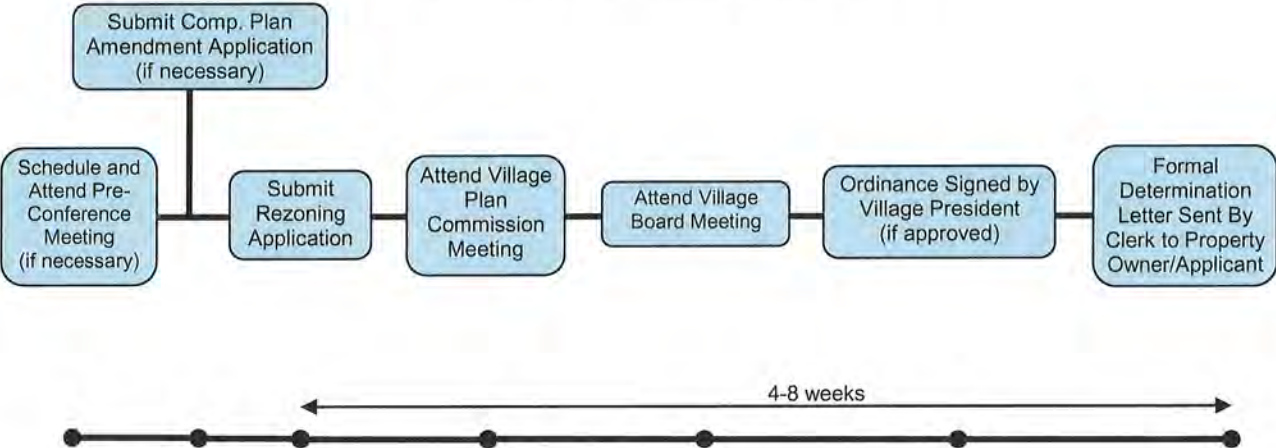 Submit Comp. Plan
Amendment Application
(if necessary)
Schedule and
Attend Pre-
Conference
Meeting
(if necessary)
Submit
Rezoning
Application
Attend Village
Plan
Commission
Meeting
Attend Village
Board Meeting
Ordinance Signed by
Village President
(if approved)
Formal
Determination
Letter Sent By
Clerk to Property
Owner/Applicant
4-8 weeks